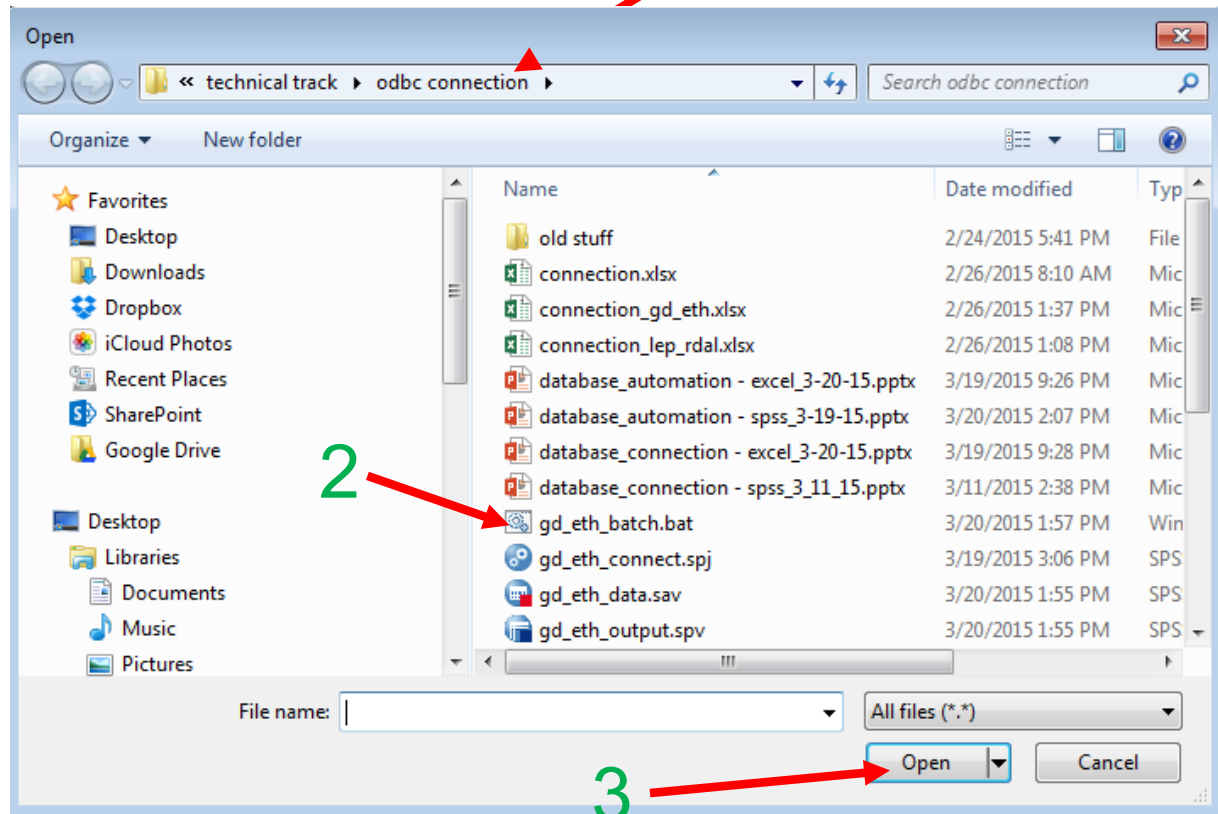 Open
« technical track ▸ odbc connection ▸
Search odbc connection
Organize New folder
Name Date modified Typ
Favorites
Desktop
Downloads
Dropbox
iCloud Photos
Recent Places
SharePoint
Google Drive
Desktop
Libraries
Documents
Music
Pictures
old stuff 2/24/2015 5:41 PM File
connection.xlsx 2/26/2015 8:10 AM Mic
connection_gd_eth.xlsx 2/26/2015 1:37 PM Mic
connection_lep_rdal.xlsx 2/26/2015 1:08 PM Mic
database_automation - excel_3-20-15.pptx 3/19/2015 9:26 PM Mic
database_automation - spss_3-19-15.pptx 3/20/2015 2:07 PM Mic
database_connection - excel_3-20-15.pptx 3/19/2015 9:28 PM Mic
database_connection - spss_3_11_15.pptx 3/11/2015 2:38 PM Mic
2
gd_eth_batch.bat 3/20/2015 1:57 PM Win
gd_eth_connect.spj 3/19/2015 3:06 PM SPS
gd_eth_data.sav 3/20/2015 1:55 PM SPS
gd_eth_output.spv 3/20/2015 1:55 PM SPS
File name: All files (*.*)
Open Cancel
3